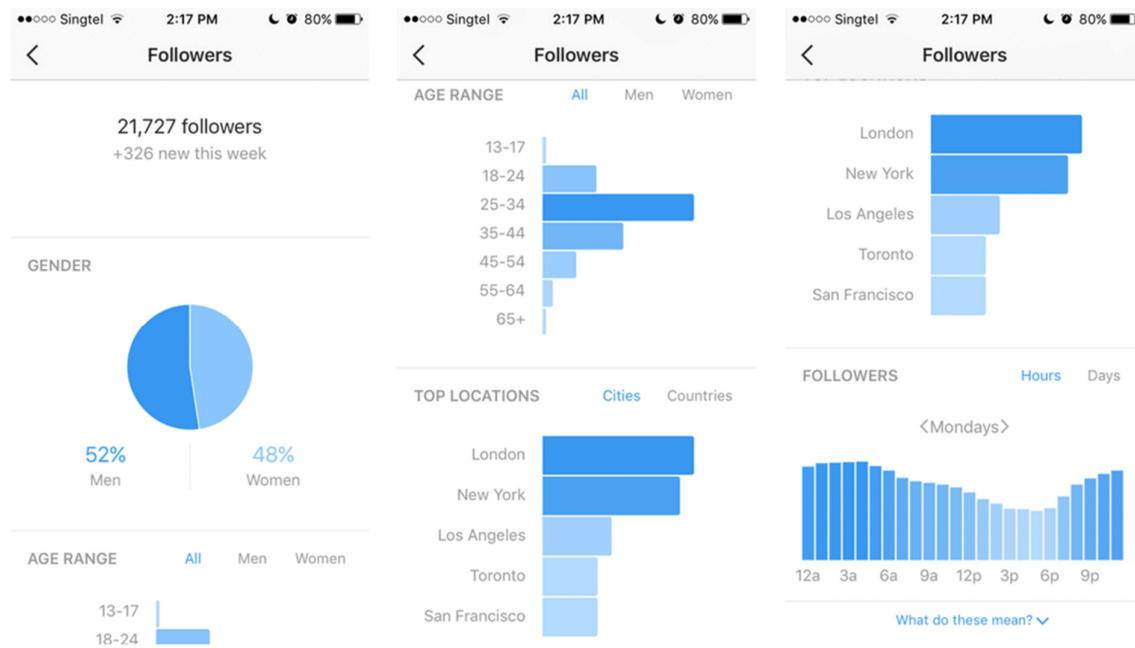 Singtel 2:17 PM 80%
Followers
21,727 followers
+326 new this week
GENDER
52%
Men
48%
Women
AGE RANGE All Men Women
13-17
18-24
Singtel 2:17 PM 80%
Followers
AGE RANGE All Men Women
13-17
18-24
25-34
35-44
45-54
55-64
65+
TOP LOCATIONS Cities Countries
London
New York
Los Angeles
Toronto
San Francisco
Singtel 2:17 PM 80%
Followers
London
New York
Los Angeles
Toronto
San Francisco
FOLLOWERS Hours Days
<Mondays>
12a 3a 6a 9a 12p 3p 6p 9p
What do these mean?